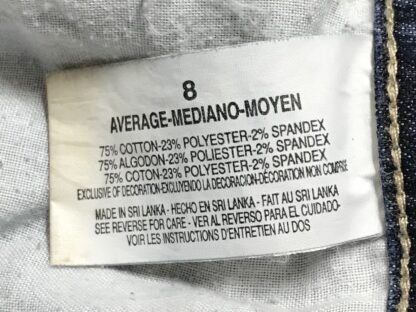 8
AVERAGE-MEDIANO-MOYEN
75% COTTON-23% POLYESTER-2% SPANDEX
75% ALGODON-23% POLIESTER-2% SPANDEX
75% COTON-23% POLYESTER-2% SPANDEX
EXCLUSIVE OF DECORATION-EXCLUYENDO LA DECORACION-DECORATION NON COMPRISE
MADE IN SRI LANKA - HECHO EN SRI LANKA - FAIT AU SRI LANKA
SEE REVERSE FOR CARE - VER AL REVERSO PARA EL CUIDADO-
VOIR LES INSTRUCTIONS D'ENTRETIEN AU DOS